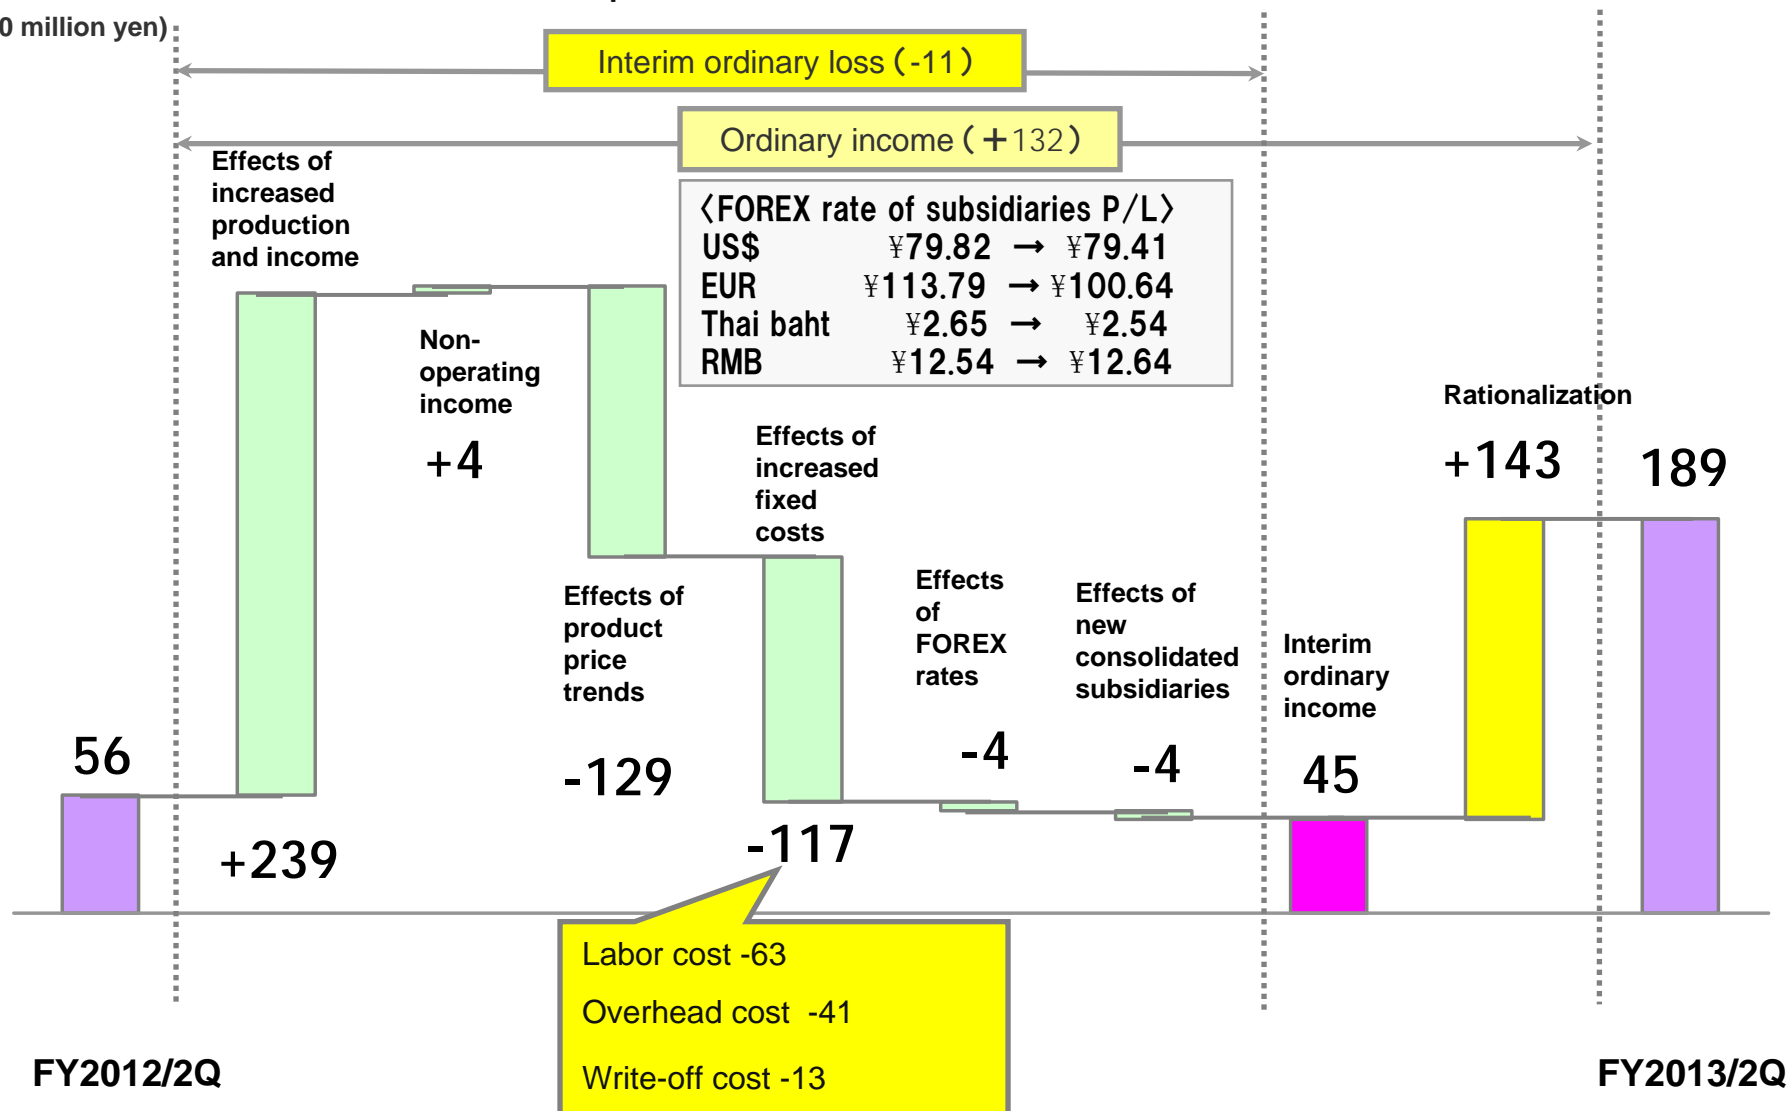 0 million yen)
Interim ordinary loss (-11)
Ordinary income (+132)
Effects of
increased
production
and income
〈FOREX rate of subsidiaries P/L〉
US$ ¥79.82 → ¥79.41
EUR ¥113.79 → ¥100.64
Thai baht ¥2.65 → ¥2.54
RMB ¥12.54 → ¥12.64
Non-
operating
income
+4
Effects of
increased
fixed
costs
Rationalization
+143
189
Effects of
product
price
trends
-129
Effects
of
FOREX
rates
-4
Effects of
new
consolidated
subsidiaries
-4
Interim
ordinary
income
45
56
+239
-117
Labor cost -63
Overhead cost -41
Write-off cost -13
FY2012/2Q
FY2013/2Q